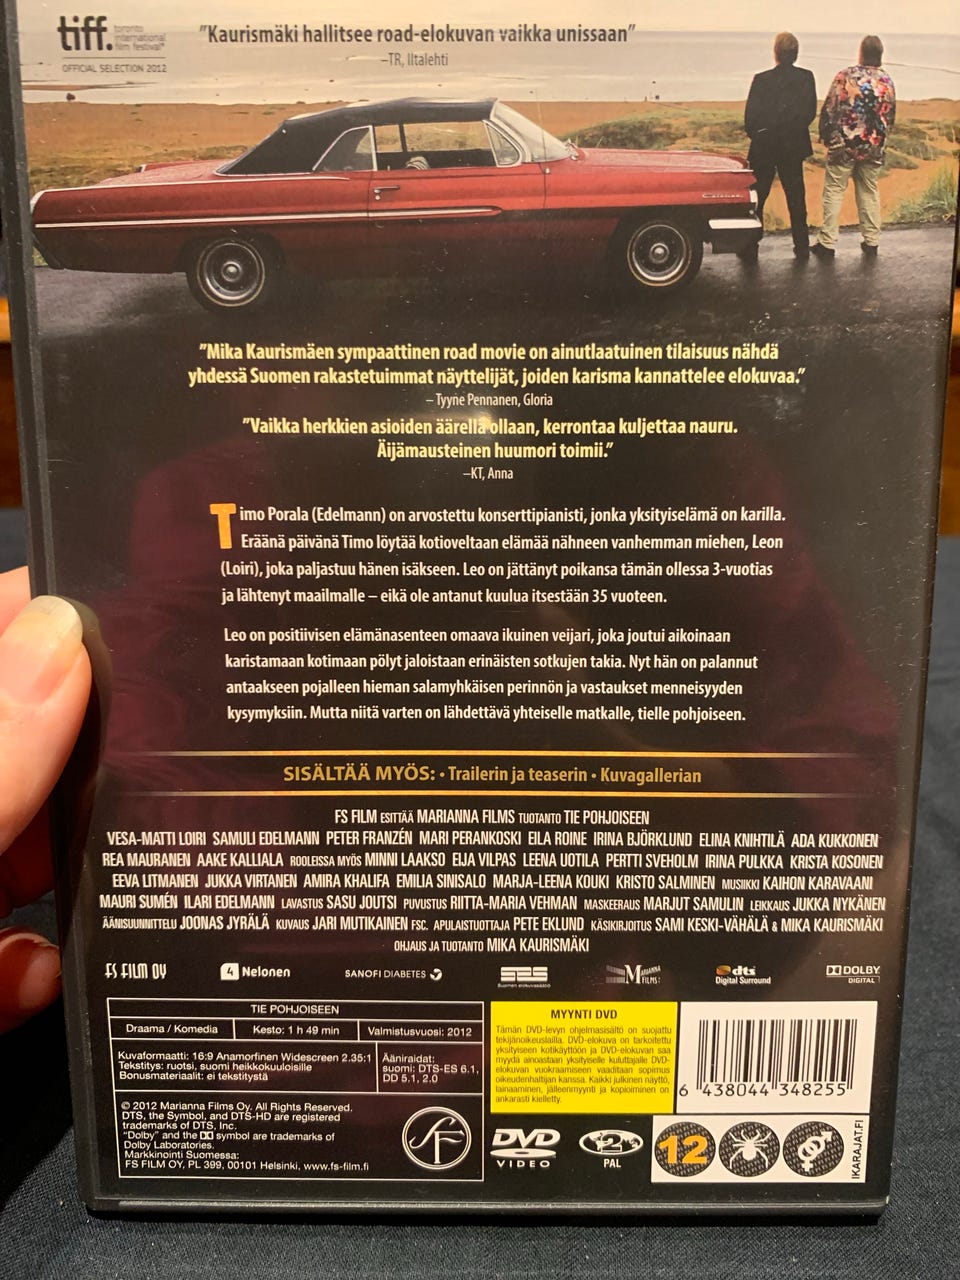 tiff. toronto international film festival®
OFFICIAL SELECTION 2012
"Kaurismäki hallitsee road-elokuvan vaikka unissaan"
–TR, Iltalehti
Catalina
"Mika Kaurismäen sympaattinen road movie on ainutlaatuinen tilaisuus nähdä
yhdessä Suomen rakastetuimmat näyttelijät, joiden karisma kannattelee elokuvaa."
– Tyyne Pennanen, Gloria
"Vaikka herkkien asioiden äärellä ollaan, kerrontaa kuljettaa nauru.
Äijämausteinen huumori toimii."
–KT, Anna
Timo Porala (Edelmann) on arvostettu konserttipianisti, jonka yksityiselämä on karilla.
Eräänä päivänä Timo löytää kotioveltaan elämää nähneen vanhemman miehen, Leon
(Loiri), joka paljastuu hänen isäkseen. Leo on jättänyt poikansa tämän ollessa 3-vuotias
ja lähtenyt maailmalle – eikä ole antanut kuulua itsestään 35 vuoteen.
Leo on positiivisen elämänasenteen omaava ikuinen veijari, joka joutui aikoinaan
karistamaan kotimaan pölyt jaloistaan erinäisten sotkujen takia. Nyt hän on palannut
antaakseen pojalleen hieman salamyhkäisen perinnön ja vastaukset menneisyyden
kysymyksiin. Mutta niitä varten on lähdettävä yhteiselle matkalle, tielle pohjoiseen.
SISÄLTÄÄ MYÖS: • Trailerin ja teaserin • Kuvagallerian
FS FILM ESITTÄÄ MARIANNA FILMS TUOTANTO TIE POHJOISEEN
VESA-MATTI LOIRI SAMULI EDELMANN PETER FRANZÉN MARI PERANKOSKI EILA ROINE IRINA BJÖRKLUND ELINA KNIHTILÄ ADA KUKKONEN
REA MAURANEN AAKE KALLIALA ROOLEISSA MYÖS MINNI LAAKSO EIJA VILPAS LEENA UOTILA PERTTI SVEHOLM IRINA PULKKA KRISTA KOSONEN
EEVA LITMANEN JUKKA VIRTANEN AMIRA KHALIFA EMILIA SINISALO MARJA-LEENA KOUKI KRISTO SALMINEN MUSIIKKI KAIHON KARAVAANI
MAURI SUMÉN ILARI EDELMANN LAVASTUS SASU JOUTSI PUVUSTUS RIITTA-MARIA VEHMAN MASKEERAUS MARJUT SAMULIN LEIKKAUS JUKKA NYKÄNEN
ÄÄNISUUNNITTELU JOONAS JYRÄLÄ KUVAUS JARI MUTIKAINEN FSC. APULAISTUOTTAJA PETE EKLUND KÄSIKIRJOITUS SAMI KESKI-VÄHÄLÄ & MIKA KAURISMÄKI
OHJAUS JA TUOTANTO MIKA KAURISMÄKI
FS FILM OY 4 Nelonen SANOFI DIABETES SES Suomen elokuvasäätiö MARIANNA FILMS dts Digital Surround DOLBY DIGITAL
TIE POHJOISEEN
Draama / Komedia Kesto: 1 h 49 min Valmistusvuosi: 2012
Kuvaformaatti: 16:9 Anamorfinen Widescreen 2.35:1
Tekstitys: ruotsi, suomi heikkokuuloisille
Bonusmateriaali: ei tekstitystä
Ääniraidat:
suomi: DTS-ES 6.1,
DD 5.1, 2.0
© 2012 Marianna Films Oy. All Rights Reserved.
DTS, the Symbol, and DTS-HD are registered
trademarks of DTS, Inc.
"Dolby" and the DD symbol are trademarks of
Dolby Laboratories.
Markkinointi Suomessa:
FS FILM OY, PL 399, 00101 Helsinki, www.fs-film.fi
SF
MYYNTI DVD
Tämän DVD-levyn ohjelmasisältö on suojattu
tekijänoikeuslailla. DVD-elokuva on tarkoitettu
yksityiseen kotikäyttöön ja DVD-elokuvan saa
myydä ainoastaan yksityiselle kuluttajalle DVD-
elokuvan vuokraamiseen vaaditaan sopimus
oikeudenhaltijan kanssa. Kaikki julkinen näyttö,
lainaaminen, jälleenmyynti ja kopioiminen on
ankarasti kielletty.
6 438044 348255
DVD VIDEO
2 PAL
12
IKARAJAT.FI